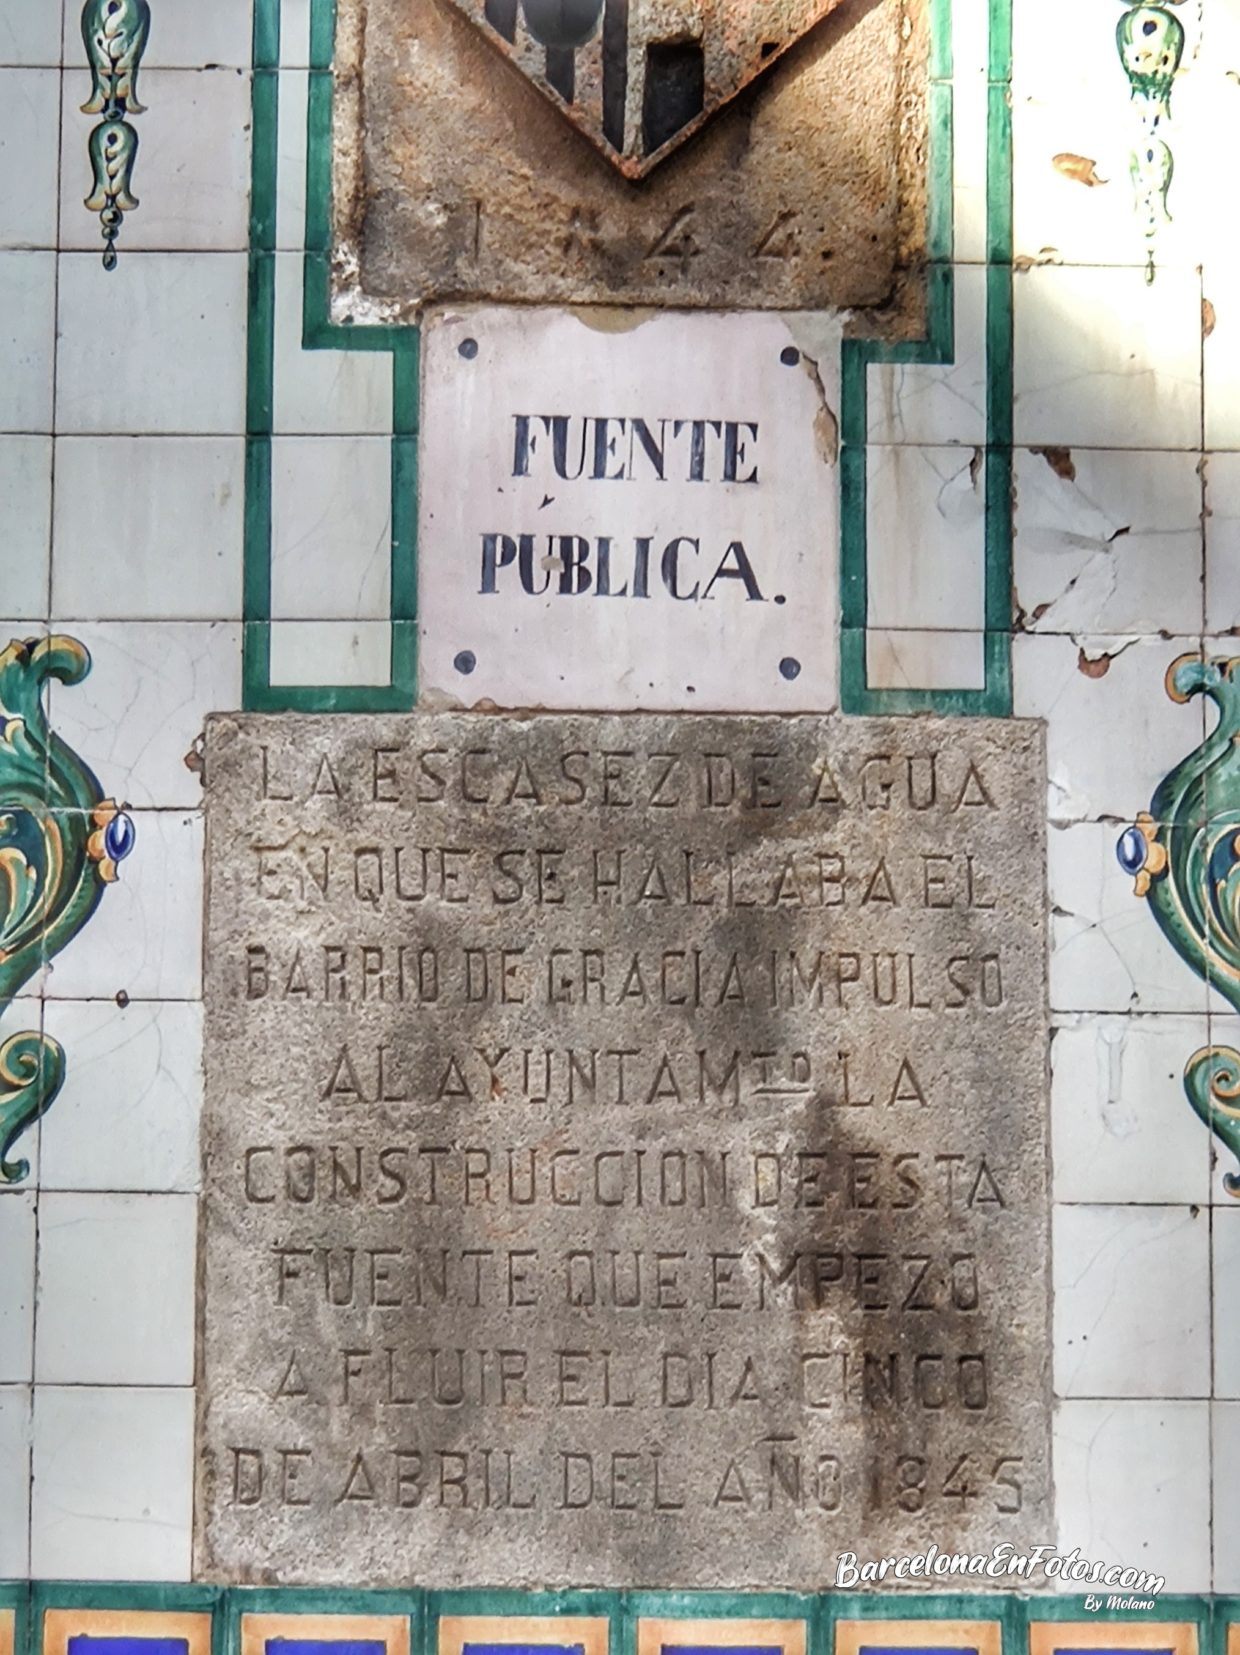 1844
FUENTE
PÚBLICA.
LA ESCASEZ DE AGUA
EN QUE SE HALLABA EL
BARRIO DE GRACIA IMPULSO
AL AYUNTAMTO LA
CONSTRUCCION DE ESTA
FUENTE QUE EMPEZO
A FLUIR EL DIA CINCO
DE ABRIL DEL AÑO 1845
BarcelonaEnFotos.com
By Molano